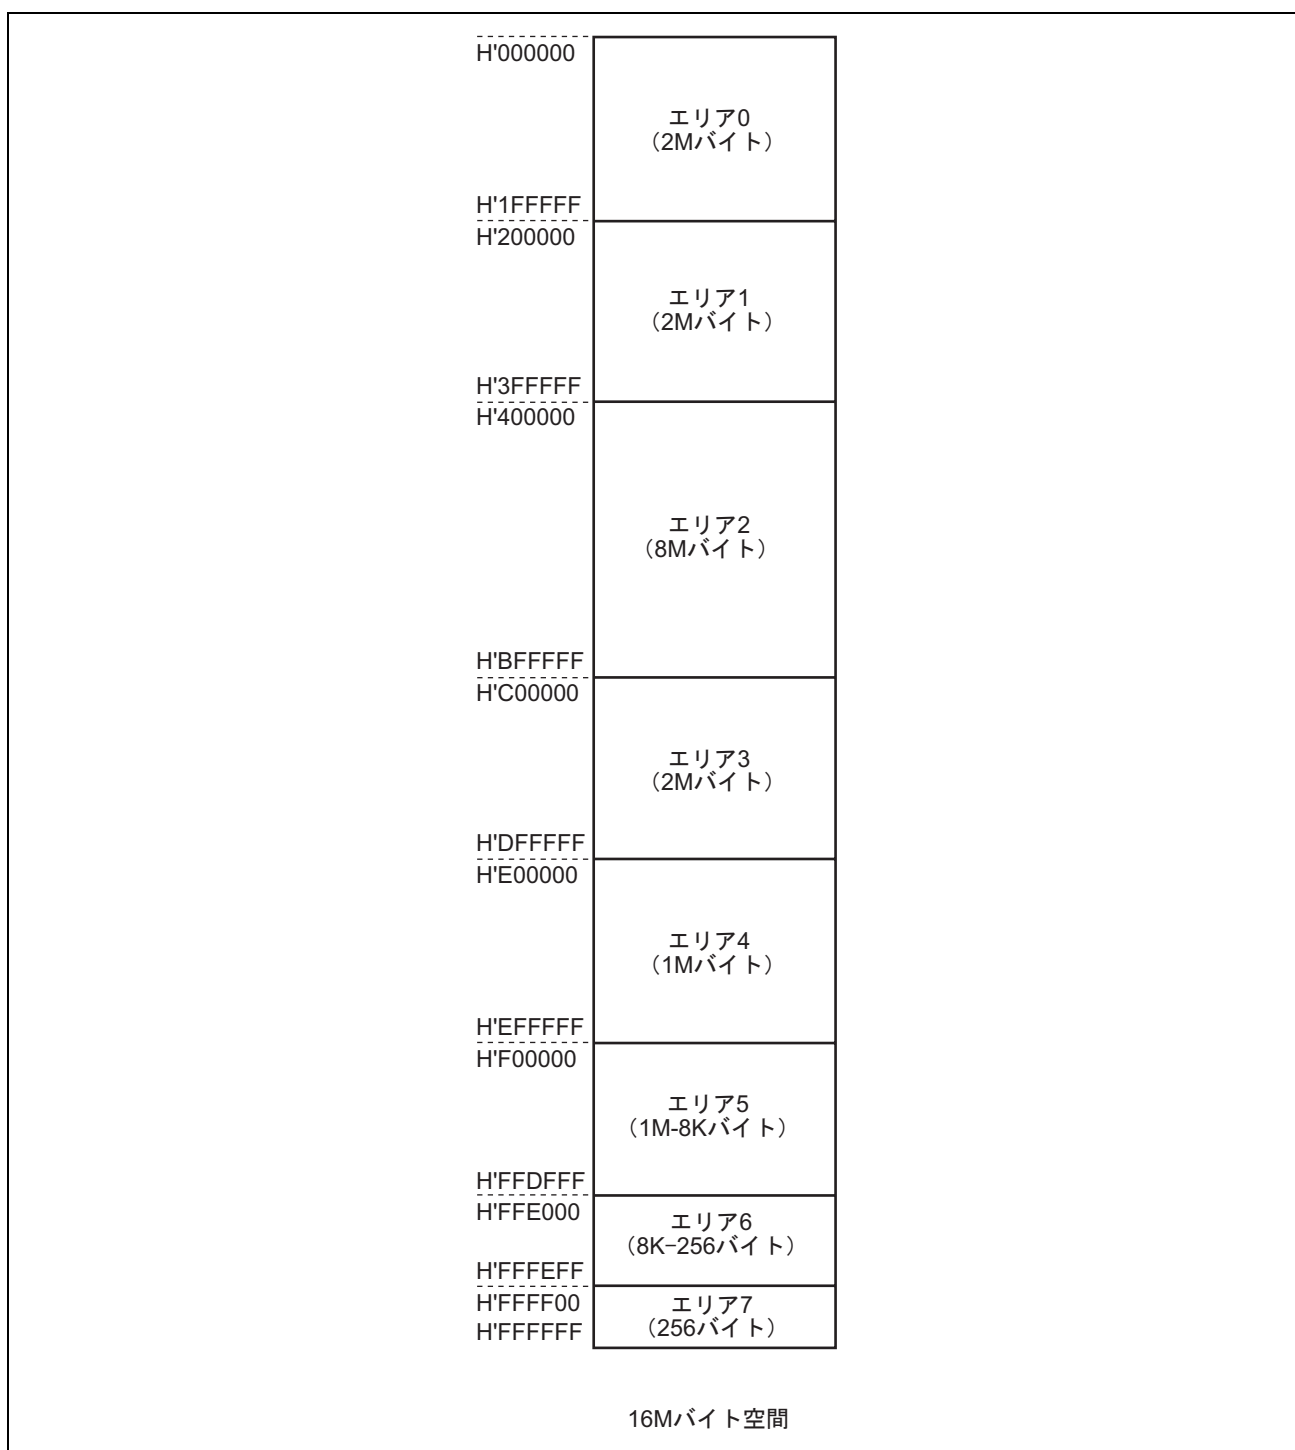 H'000000
エリア0
（2Mバイト）
H'1FFFFF
H'200000
エリア1
（2Mバイト）
H'3FFFFF
H'400000
エリア2
（8Mバイト）
H'BFFFFF
H'C00000
エリア3
（2Mバイト）
H'DFFFFF
H'E00000
エリア4
（1Mバイト）
H'EFFFFF
H'F00000
エリア5
（1M-8Kバイト）
H'FFDFFF
H'FFE000
エリア6
（8K−256バイト）
H'FFFEFF
H'FFFF00
エリア7
（256バイト）
H'FFFFFF
16Mバイト空間